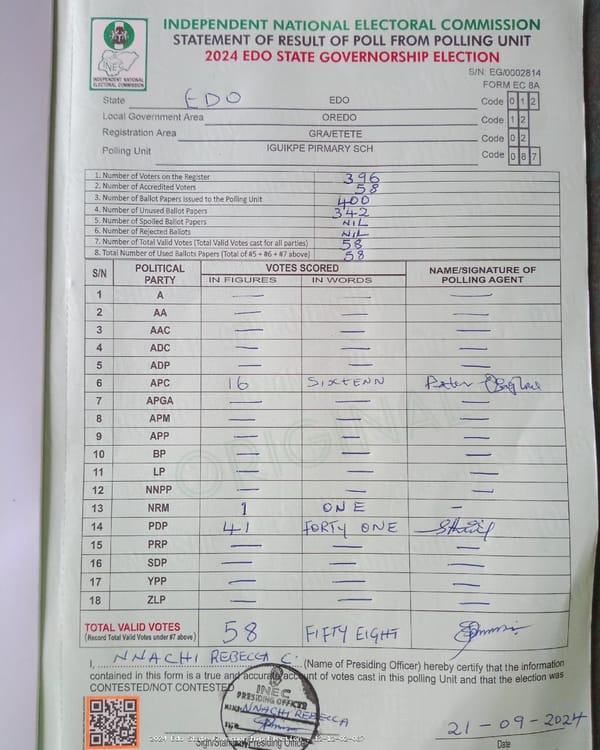 INDEPENDENT NATIONAL ELECTORAL COMMISSION
STATEMENT OF RESULT OF POLL FROM POLLING UNIT
2024 EDO STATE GOVERNORSHIP ELECTION
INEC
INDEPENDENT NATIONAL
ELECTORAL COMMISSION
S/N: EG/0002814
FORM EC 8A
State EDO EDO Code 0 1 2
Local Government Area OREDO Code 1 2
Registration Area GRA/ETETE Code 0 2
Polling Unit IGUIKPE PIRMARY SCH Code 0 8 7
1. Number of Voters on the Register 396
2. Number of Accredited Voters 58
3. Number of Ballot Papers Issued to the Polling Unit 400
4. Number of Unused Ballot Papers 342
5. Number of Spoiled Ballot Papers NIL
6. Number of Rejected Ballots NIL
7. Number of Total Valid Votes (Total Valid Votes cast for all parties) 58
8. Total Number of Used Ballots Papers (Total of #5 + #6 + #7 above) 58
S/N POLITICAL PARTY VOTES SCORED NAME/SIGNATURE OF POLLING AGENT
IN FIGURES IN WORDS
1 A — — —
2 AA — — —
3 AAC — — —
4 ADC — — —
5 ADP — — —
6 APC 16 SIXTENN Peter
7 APGA — — —
8 APM — — —
9 APP — — —
10 BP — — —
11 LP — — —
12 NNPP — — —
13 NRM 1 ONE —
14 PDP 41 FORTY ONE
15 PRP — — —
16 SDP — — —
17 YPP — — —
18 ZLP — — —
TOTAL VALID VOTES 58 FIFTY EIGHT
(Record Total Valid Votes under #7 above)
ORIGINAL
I, NNACHI REBECCA C. (Name of Presiding Officer) hereby certify that the information
contained in this form is a true and accurate account of votes cast in this polling Unit and that the election was
CONTESTED/NOT CONTESTED
INEC
PRESIDING OFFICER
NAME NNACHI REBECCA
SIGN
21-09-2024
Sign/Stamp Presiding Officer Date